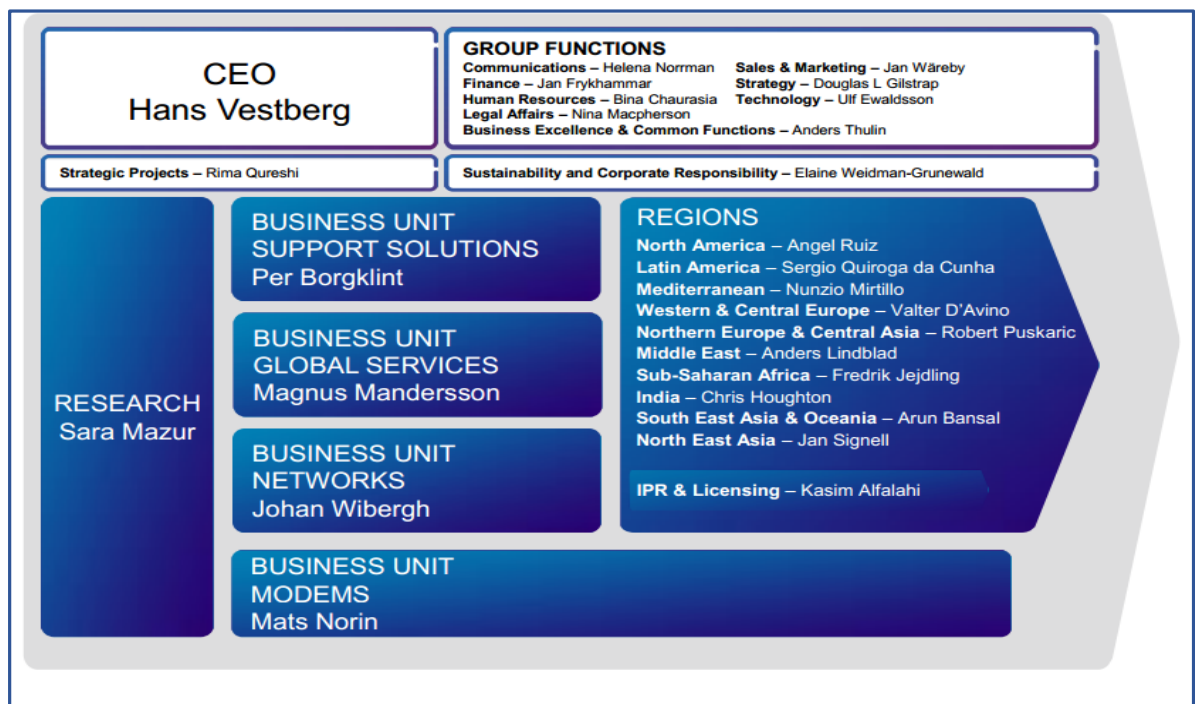 CEO
Hans Vestberg
GROUP FUNCTIONS
Communications – Helena Norrman
Finance – Jan Frykhammar
Human Resources – Bina Chaurasia
Legal Affairs – Nina Macpherson
Sales & Marketing – Jan Wäreby
Strategy – Douglas L Gilstrap
Technology – Ulf Ewaldsson
Business Excellence & Common Functions – Anders Thulin
Strategic Projects – Rima Qureshi
Sustainability and Corporate Responsibility – Elaine Weidman-Grunewald
RESEARCH
Sara Mazur
BUSINESS UNIT
SUPPORT SOLUTIONS
Per Borgklint
BUSINESS UNIT
GLOBAL SERVICES
Magnus Mandersson
BUSINESS UNIT
NETWORKS
Johan Wibergh
BUSINESS UNIT
MODEMS
Mats Norin
REGIONS
North America – Angel Ruiz
Latin America – Sergio Quiroga da Cunha
Mediterranean – Nunzio Mirtillo
Western & Central Europe – Valter D'Avino
Northern Europe & Central Asia – Robert Puskaric
Middle East – Anders Lindblad
Sub-Saharan Africa – Fredrik Jejdling
India – Chris Houghton
South East Asia & Oceania – Arun Bansal
North East Asia – Jan Signell
IPR & Licensing – Kasim Alfalahi